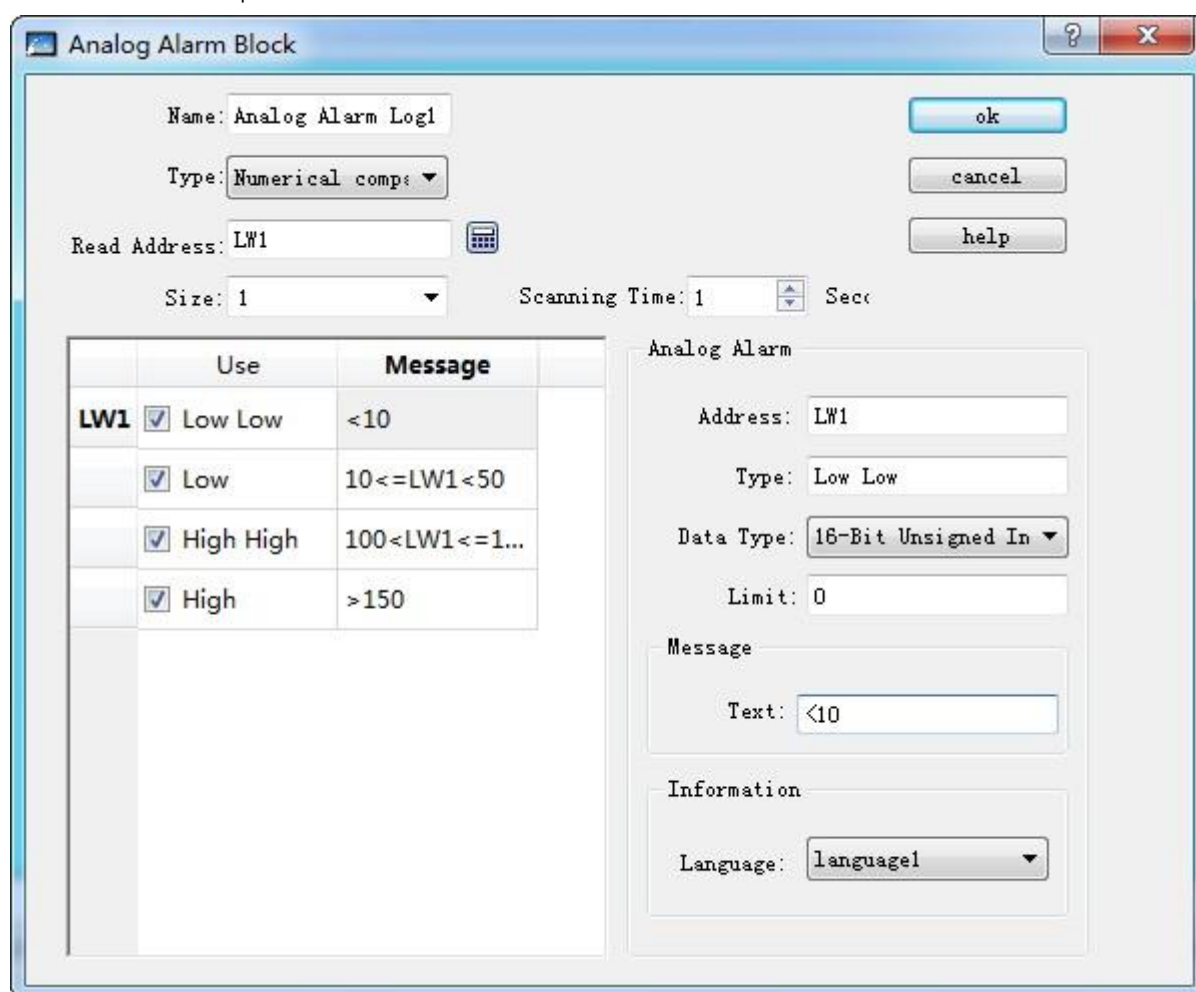 Analog Alarm Block
Name: Analog Alarm Log1
ok
Type: Numerical comp
cancel
Read Address: LW1
help
Size: 1
Scanning Time: 1 Sec
Use Message
Analog Alarm
LW1 Low Low <10
Address: LW1
Low 10<=LW1<50
Type: Low Low
High High 100<LW1<=1...
Data Type: 16-Bit Unsigned In
High >150
Limit: 0
Message
Text: <10
Information
Language: language1